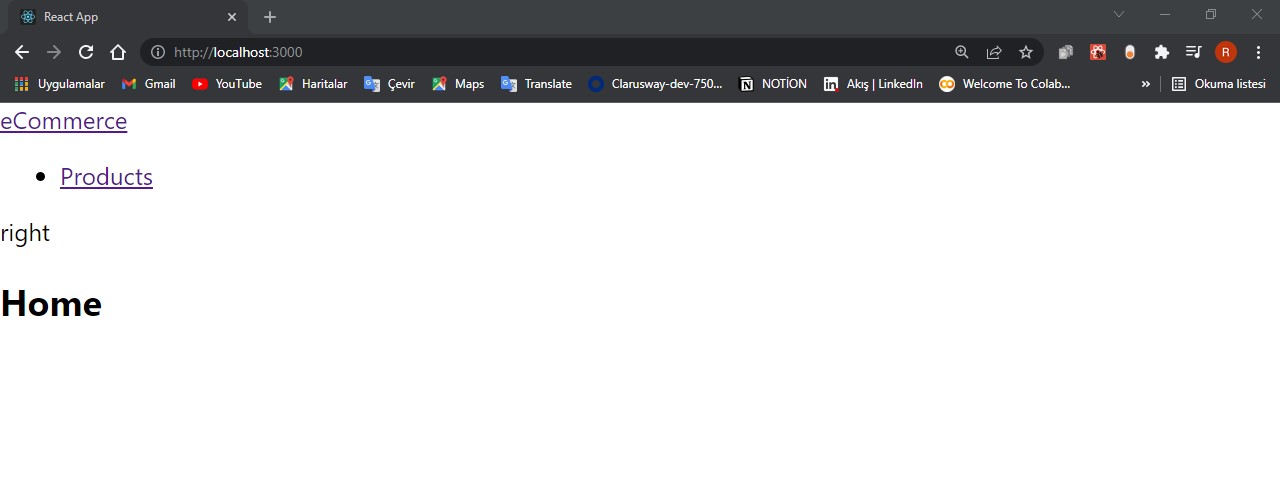 React App
http://localhost:3000
R
Uygulamalar Gmail YouTube Haritalar Çevir Maps Translate Clarusway-dev-750... NOTİON Akış | LinkedIn Welcome To Colab... » Okuma listesi
eCommerce
Products
right
Home